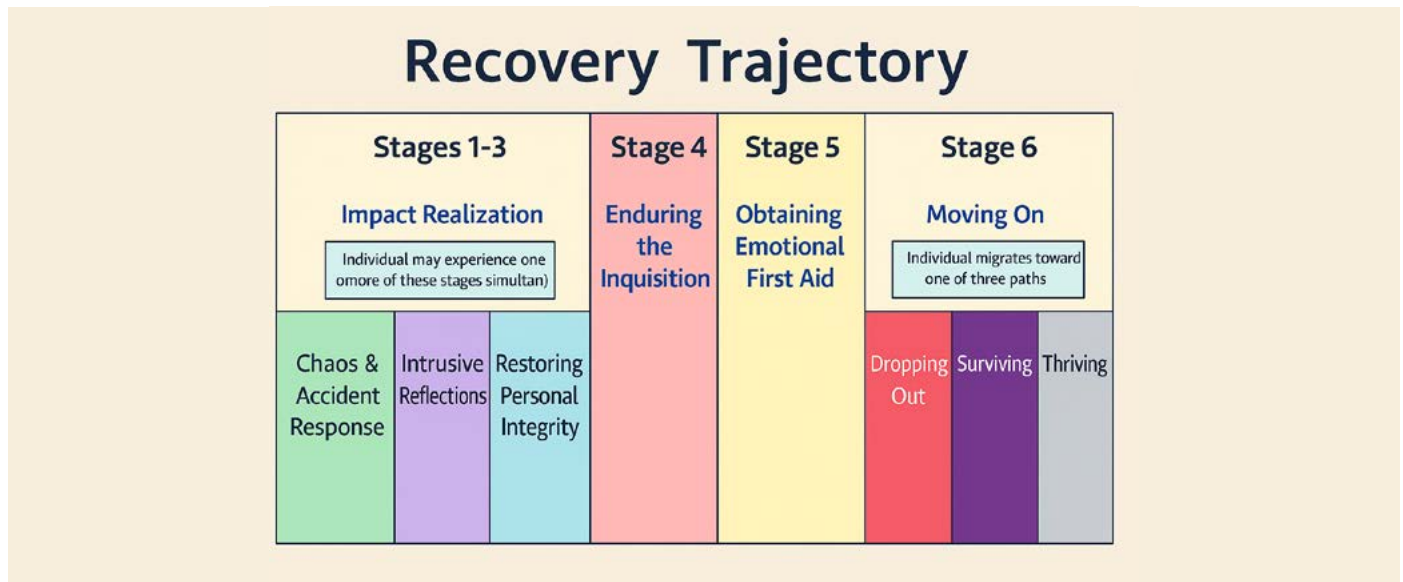 Recovery Trajectory
Stages 1-3
Impact Realization
Individual may experience one
omore of these stages simultan)
Chaos &
Accident
Response
Intrusive
Reflections
Restoring
Personal
Integrity
Stage 4
Enduring
the
Inquisition
Stage 5
Obtaining
Emotional
First Aid
Stage 6
Moving On
Individual migrates toward
one of three paths
Dropping
Out
Surviving
Thriving